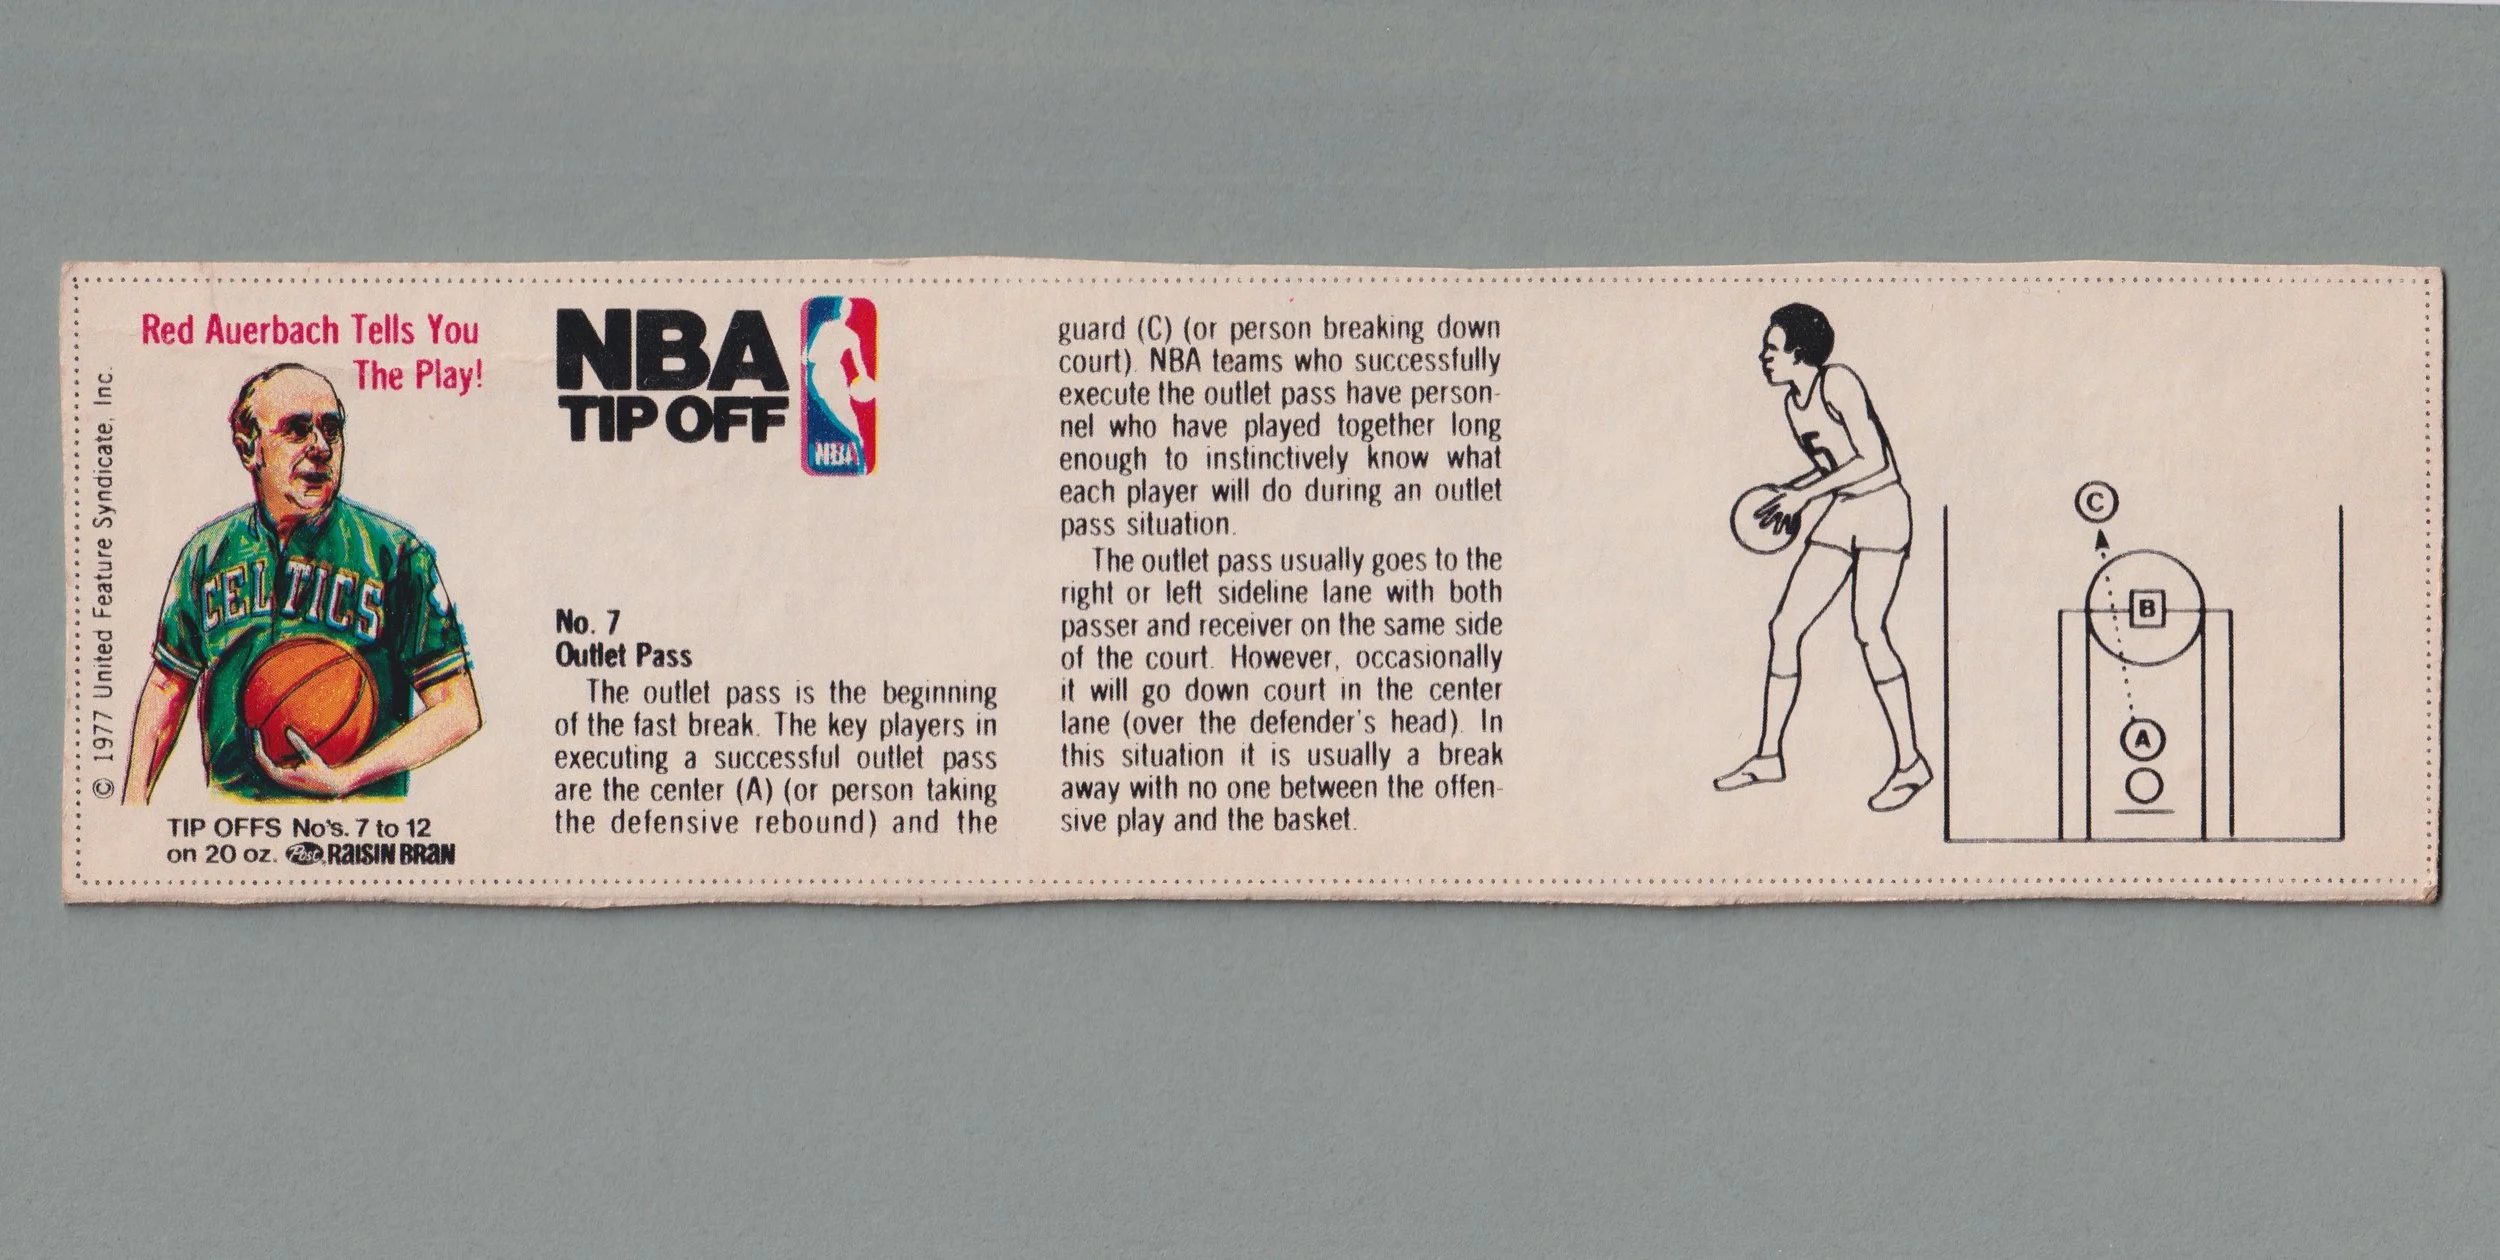 Red Auerbach Tells You
The Play!
© 1977 United Feature Syndicate, Inc.
CELTICS
TIP OFFS No's. 7 to 12
on 20 oz. Post RAISIN BRAN
NBA
TIP OFF
NBA
No. 7
Outlet Pass
The outlet pass is the beginning
of the fast break. The key players in
executing a successful outlet pass
are the center (A) (or person taking
the defensive rebound) and the
guard (C) (or person breaking down
court). NBA teams who successfully
execute the outlet pass have person-
nel who have played together long
enough to instinctively know what
each player will do during an outlet
pass situation.
The outlet pass usually goes to the
right or left sideline lane with both
passer and receiver on the same side
of the court. However, occasionally
it will go down court in the center
lane (over the defender's head). In
this situation it is usually a break
away with no one between the offen-
sive play and the basket.
C
B
A